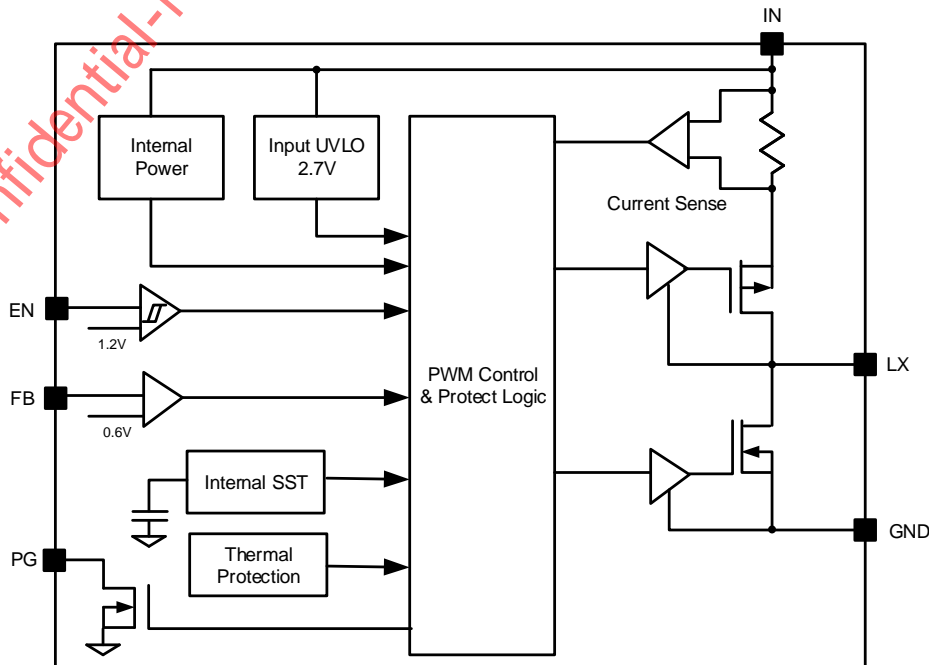 IN
Internal
Power
Input UVLO
2.7V
Current Sense
EN
1.2V
PWM Control
& Protect Logic
LX
FB
0.6V
Internal SST
GND
PG
Thermal
Protection